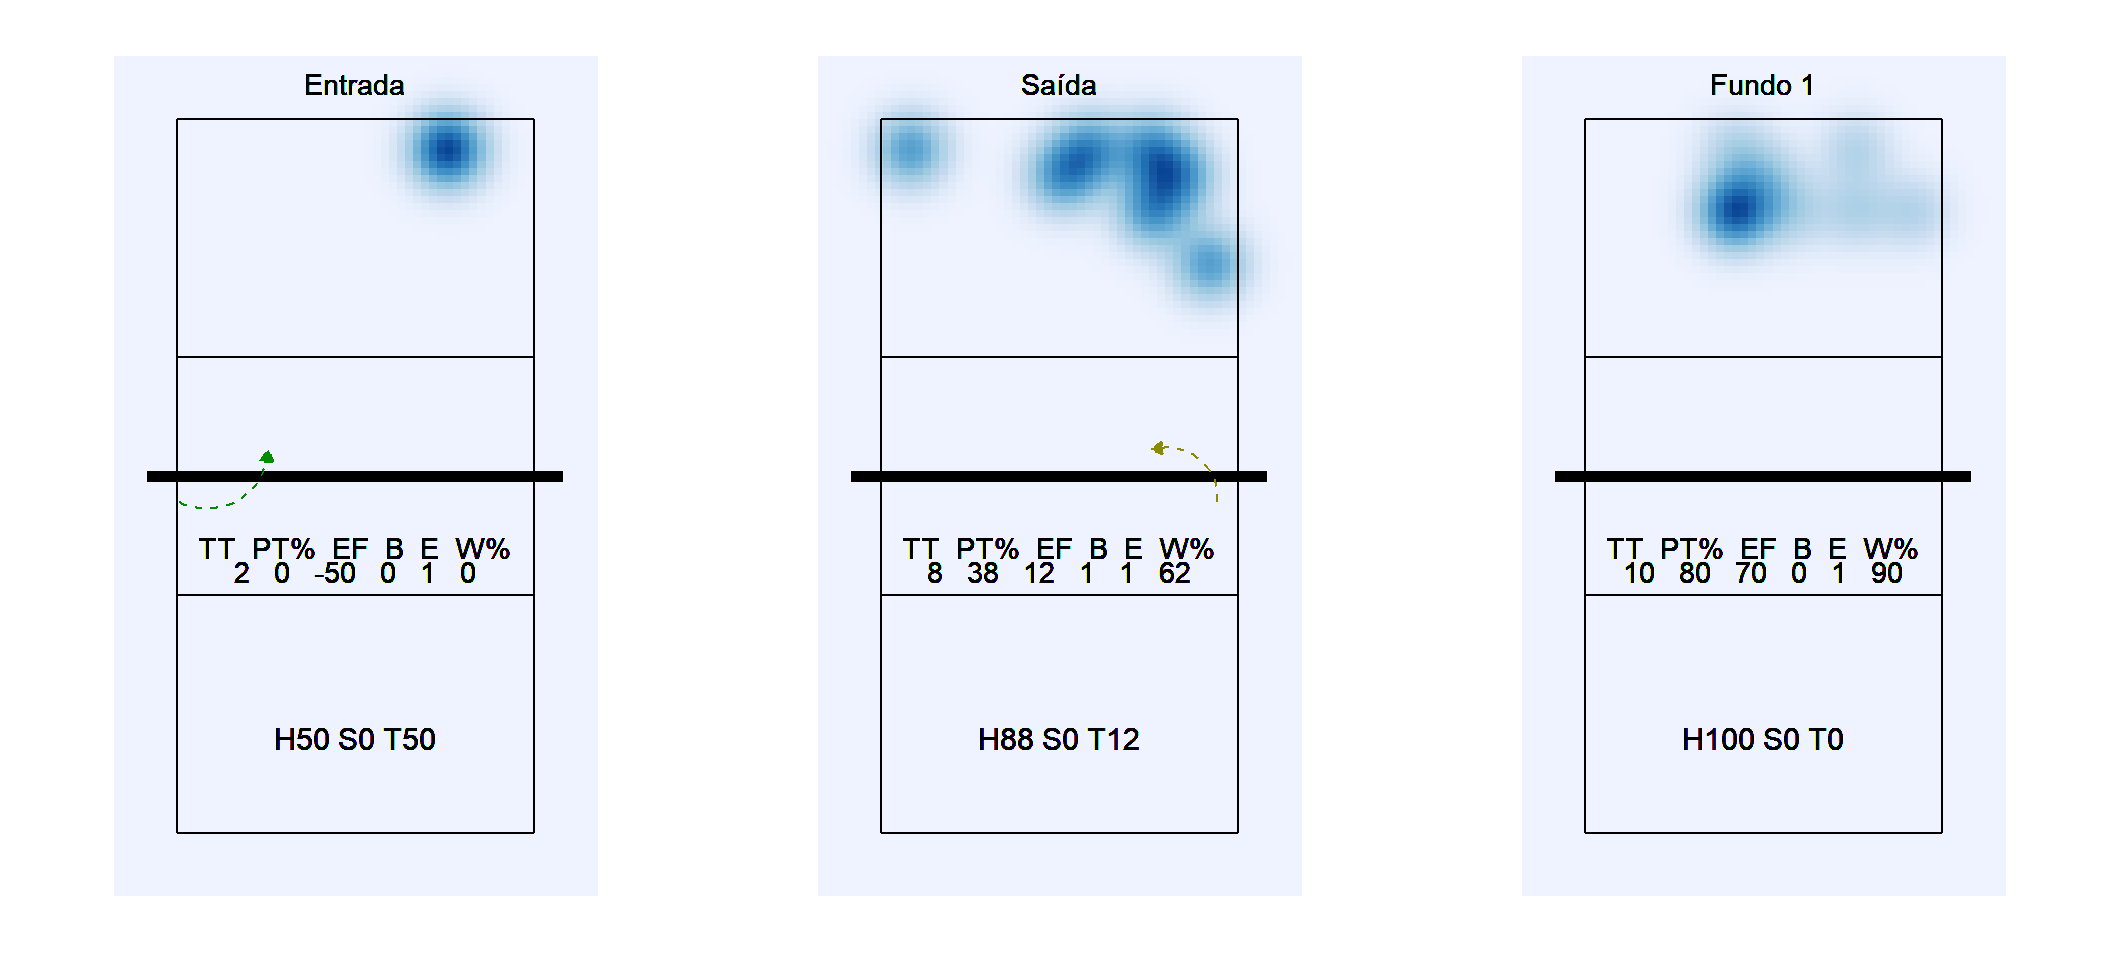 Entrada
TT PT% EF B E W%
2 0 -50 0 1 0
H50 S0 T50
Saída
TT PT% EF B E W%
8 38 12 1 1 62
H88 S0 T12
Fundo 1
TT PT% EF B E W%
10 80 70 0 1 90
H100 S0 T0